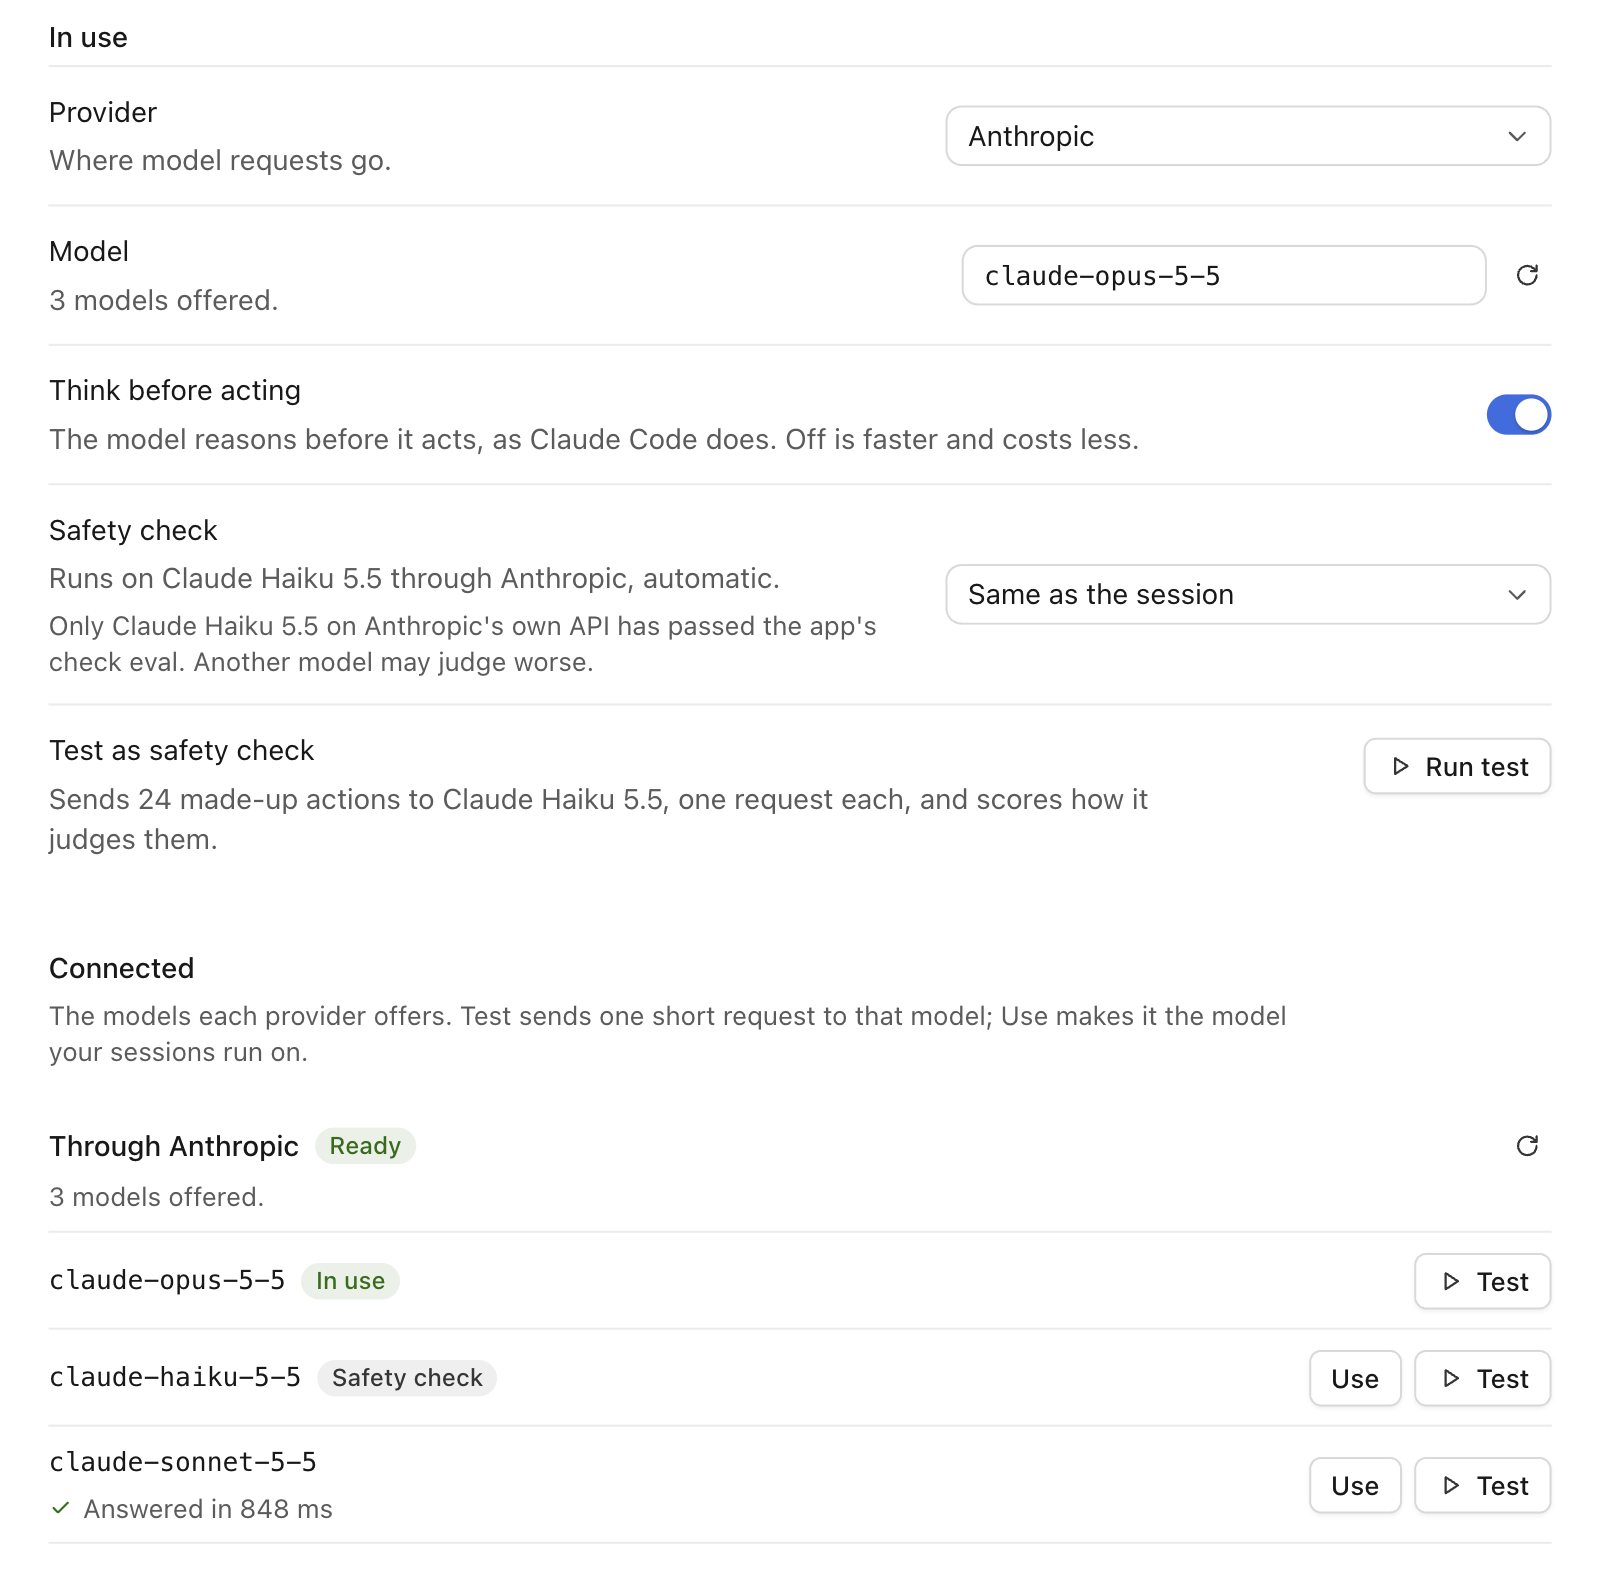 In use
Provider
Anthropic
Where model requests go.
Model
claude-opus-5-5
3 models offered.
Think before acting
The model reasons before it acts, as Claude Code does. Off is faster and costs less.
Safety check
Runs on Claude Haiku 5.5 through Anthropic, automatic.
Same as the session
Only Claude Haiku 5.5 on Anthropic's own API has passed the app's
check eval. Another model may judge worse.
Test as safety check
Run test
Sends 24 made-up actions to Claude Haiku 5.5, one request each, and scores how it
judges them.
Connected
The models each provider offers. Test sends one short request to that model; Use makes it the model
your sessions run on.
Through Anthropic Ready
3 models offered.
claude-opus-5-5 In use Test
claude-haiku-5-5 Safety check Use Test
claude-sonnet-5-5
Use Test
Answered in 848 ms